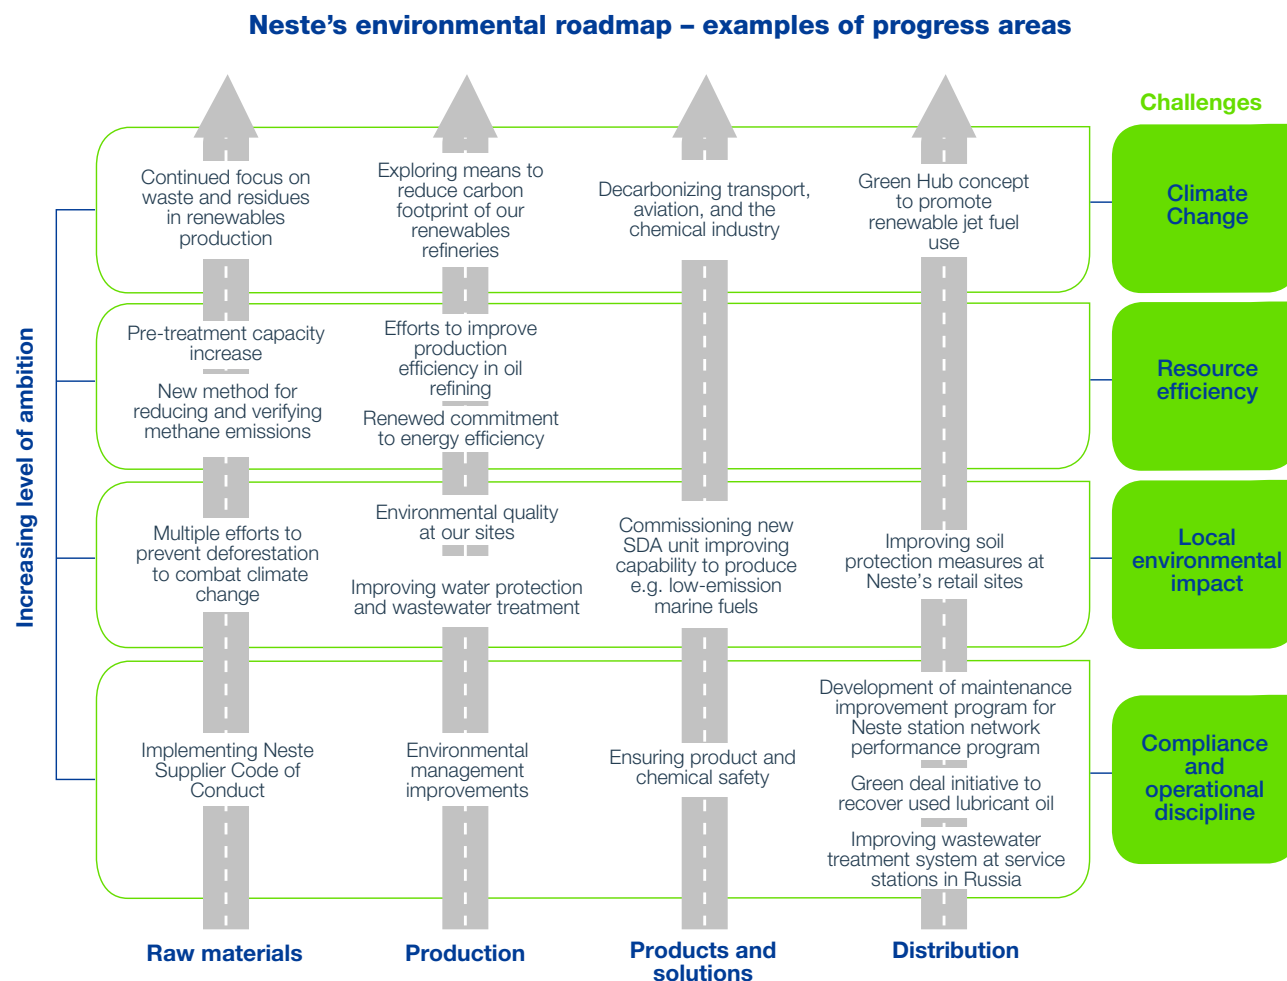 Neste’s environmental roadmap – examples of progress areas
Challenges
Increasing level of ambition
Continued focus on
waste and residues
in renewables
production
Exploring means to
reduce carbon
footprint of our
renewables
refineries
Decarbonizing transport,
aviation, and the
chemical industry
Green Hub concept
to promote
renewable jet fuel
use
Climate
Change
Pre-treatment capacity
increase
New method for
reducing and verifying
methane emissions
Efforts to improve
production
efficiency in oil
refining
Renewed commitment
to energy efficiency
Resource
efficiency
Multiple efforts to
prevent deforestation
to combat climate
change
Environmental quality
at our sites
Improving water protection
and wastewater treatment
Commissioning new
SDA unit improving
capability to produce
e.g. low-emission
marine fuels
Improving soil
protection measures at
Neste’s retail sites
Local
environmental
impact
Implementing Neste
Supplier Code of
Conduct
Environmental
management
improvements
Ensuring product and
chemical safety
Development of maintenance
improvement program for
Neste station network
performance program
Green deal initiative to
recover used lubricant oil
Improving wastewater
treatment system at service
stations in Russia
Compliance
and
operational
discipline
Raw materials
Production
Products and
solutions
Distribution